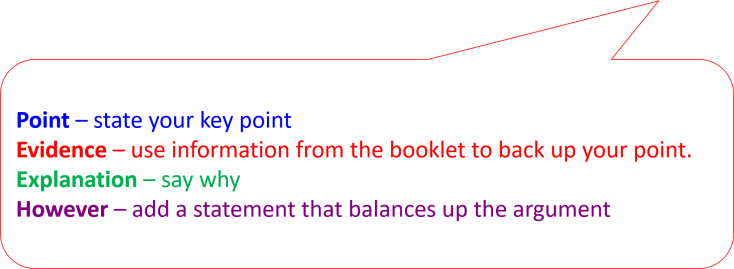 Point – state your key point
Evidence – use information from the booklet to back up your point.
Explanation – say why
However – add a statement that balances up the argument